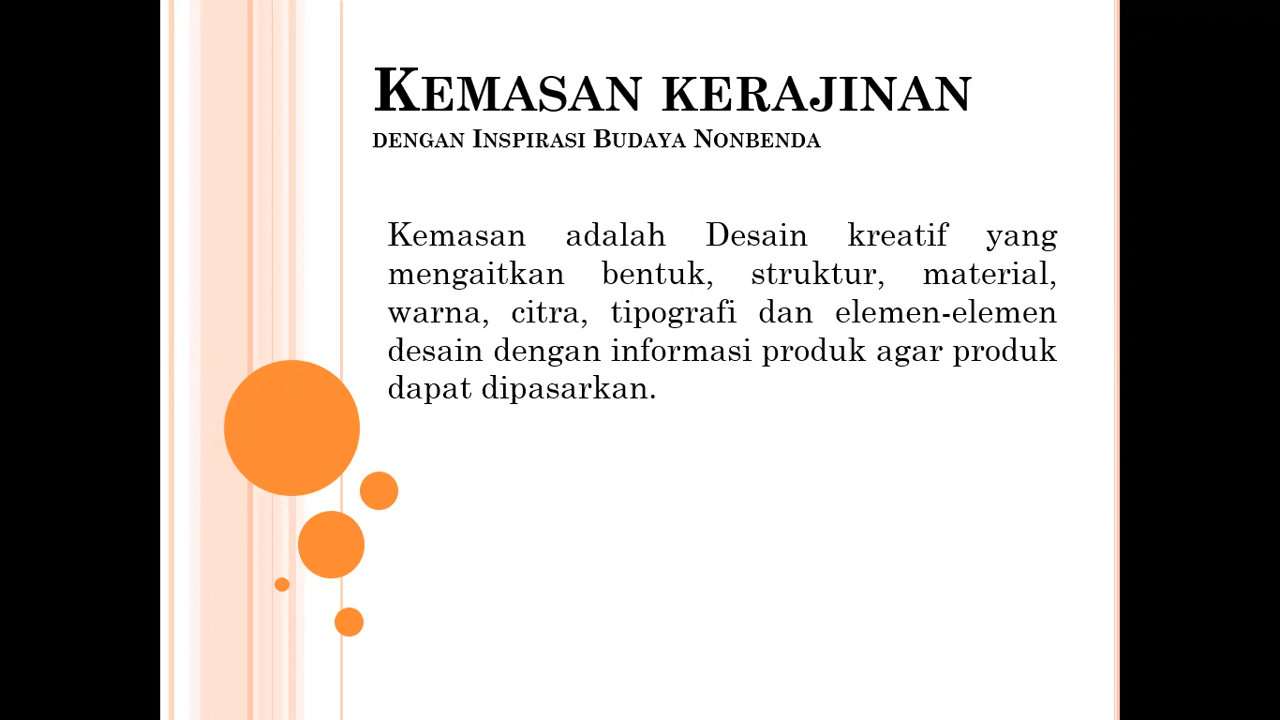 Kemasan kerajinan
dengan Inspirasi Budaya Nonbenda
Kemasan adalah Desain kreatif yang
mengaitkan bentuk, struktur, material,
warna, citra, tipografi dan elemen-elemen
desain dengan informasi produk agar produk
dapat dipasarkan.